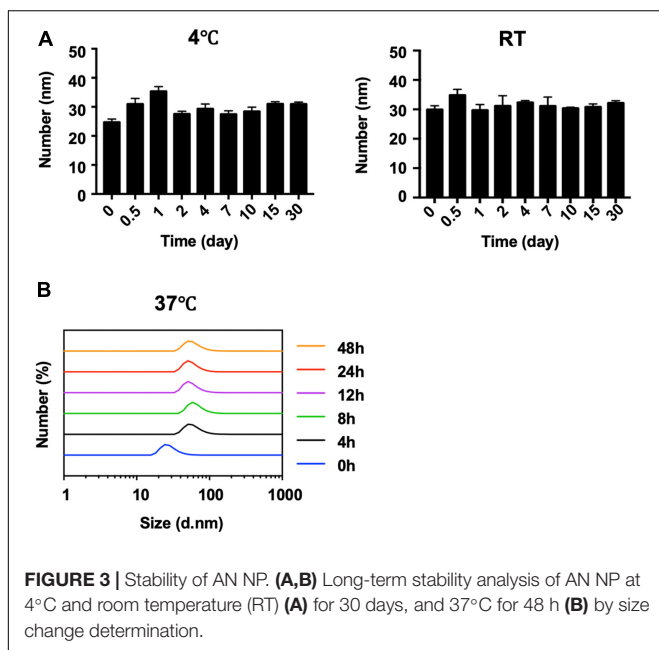 A
4°C
RT
50
40
30
20
10
0
Number (nm)
0 0.5 1 2 4 7 10 15 30
Time (day)
50
40
30
20
10
0
Number (nm)
0 0.5 1 2 4 7 10 15 30
Time (day)
B
37°C
Number (%)
48h
24h
12h
8h
4h
0h
1 10 100 1000
Size (d.nm)
FIGURE 3 | Stability of AN NP. (A,B) Long-term stability analysis of AN NP at
4°C and room temperature (RT) (A) for 30 days, and 37°C for 48 h (B) by size
change determination.